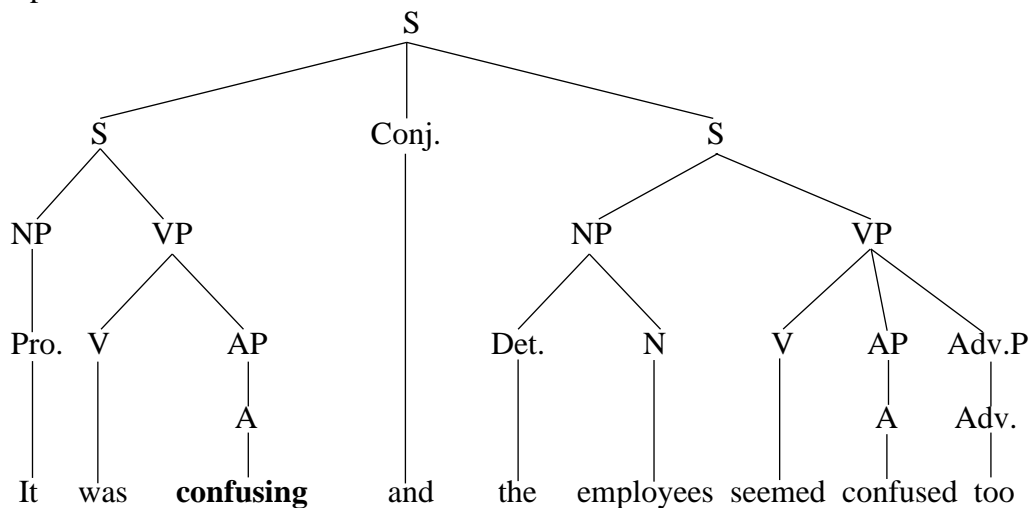 S
S Conj. S
NP VP NP VP
Pro. V AP Det. N V AP Adv.P
A A Adv.
It was confusing and the employees seemed confused too